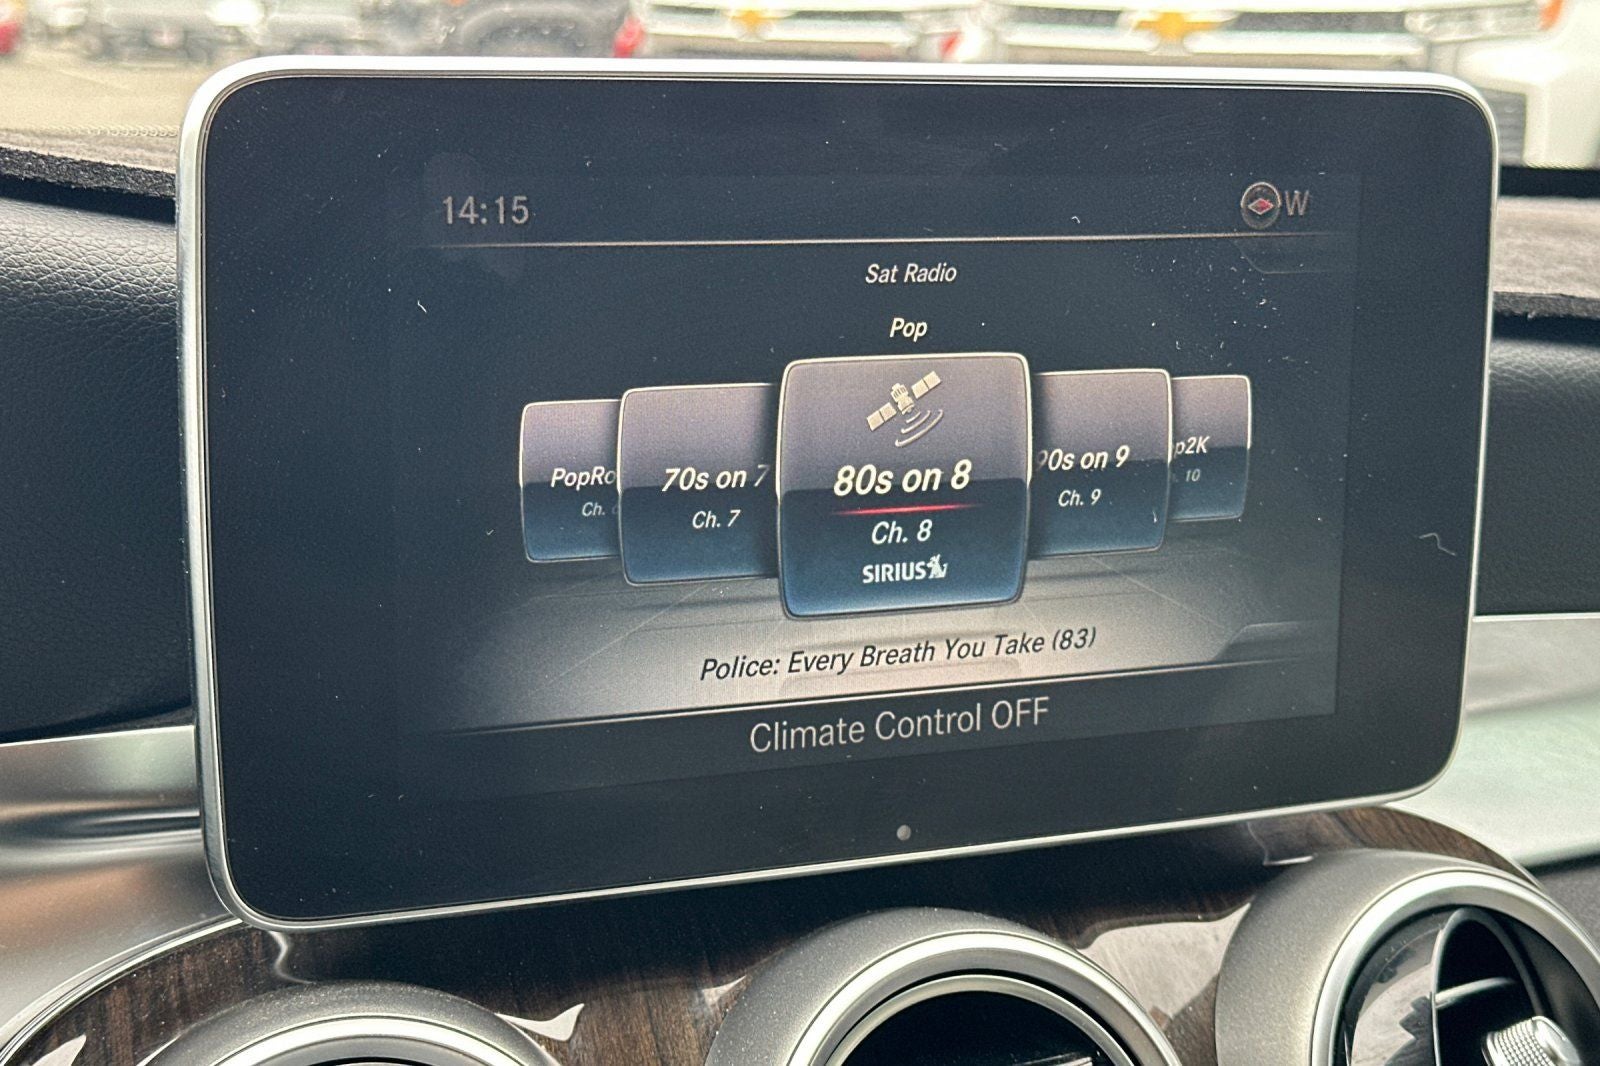 14:15
W
Sat Radio
Pop
PopRo
Ch.
70s on 7
Ch. 7
80s on 8
Ch. 8
SIRIUS
90s on 9
Ch. 9
p2K
10
Police: Every Breath You Take (83)
Climate Control OFF